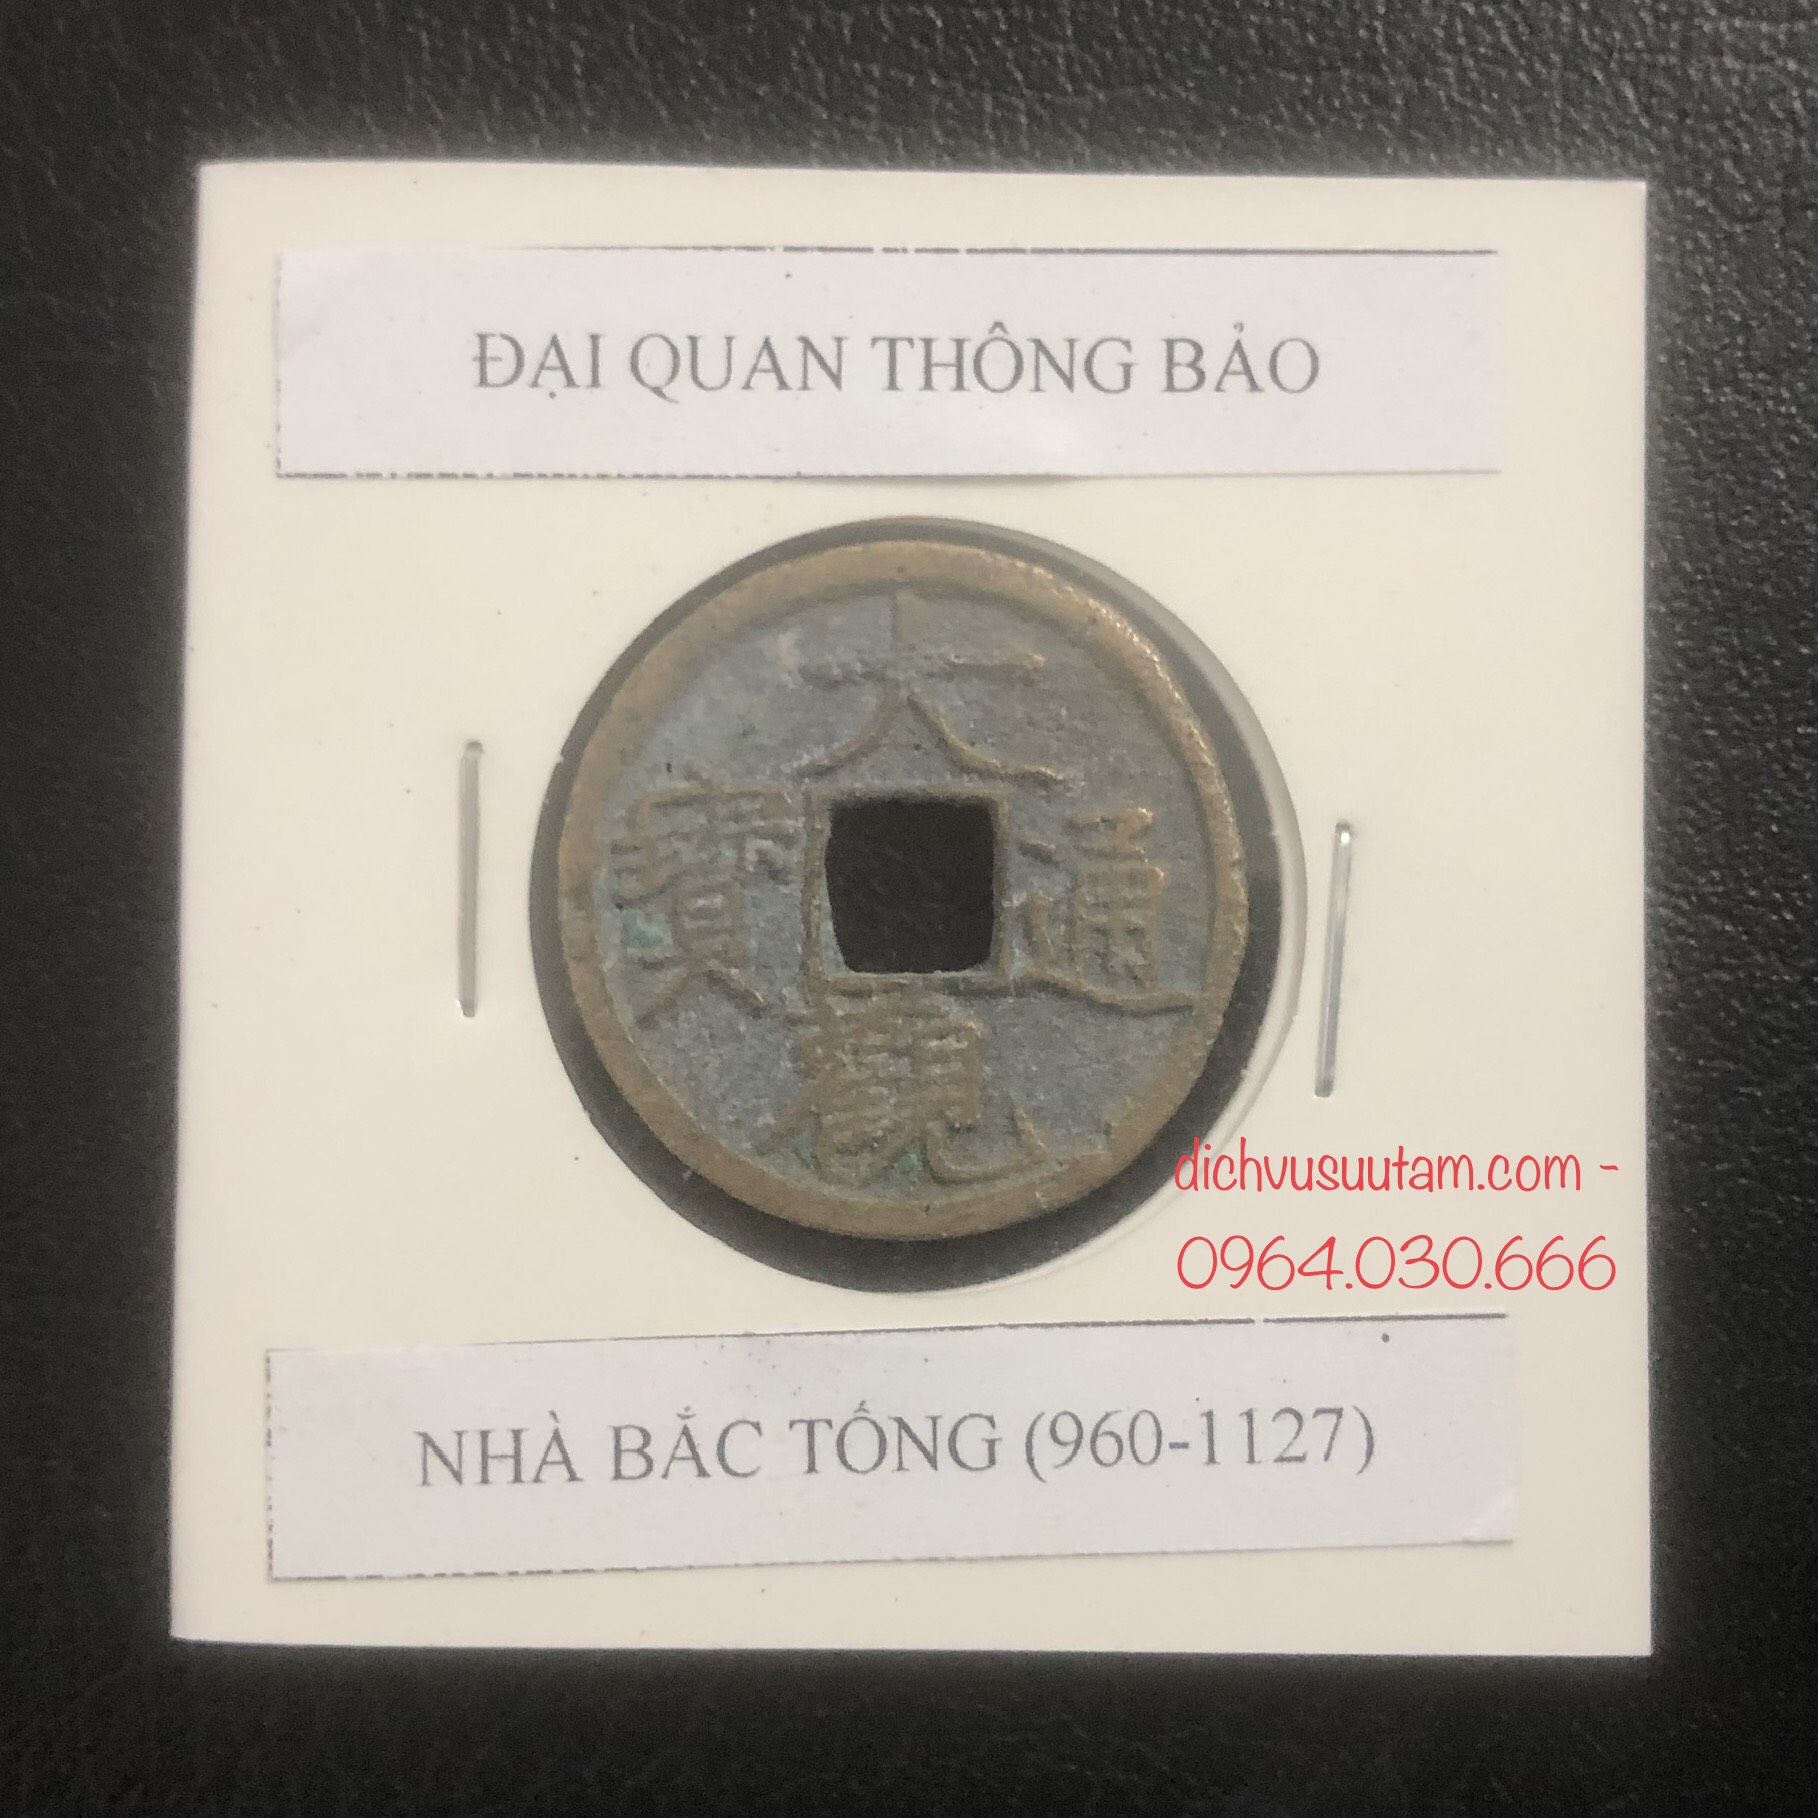 ĐẠI QUAN THÔNG BẢO
大
寶 通
觀
dichvusuutam.com -
0964.030.666
NHÀ BẮC TỐNG (960-1127)